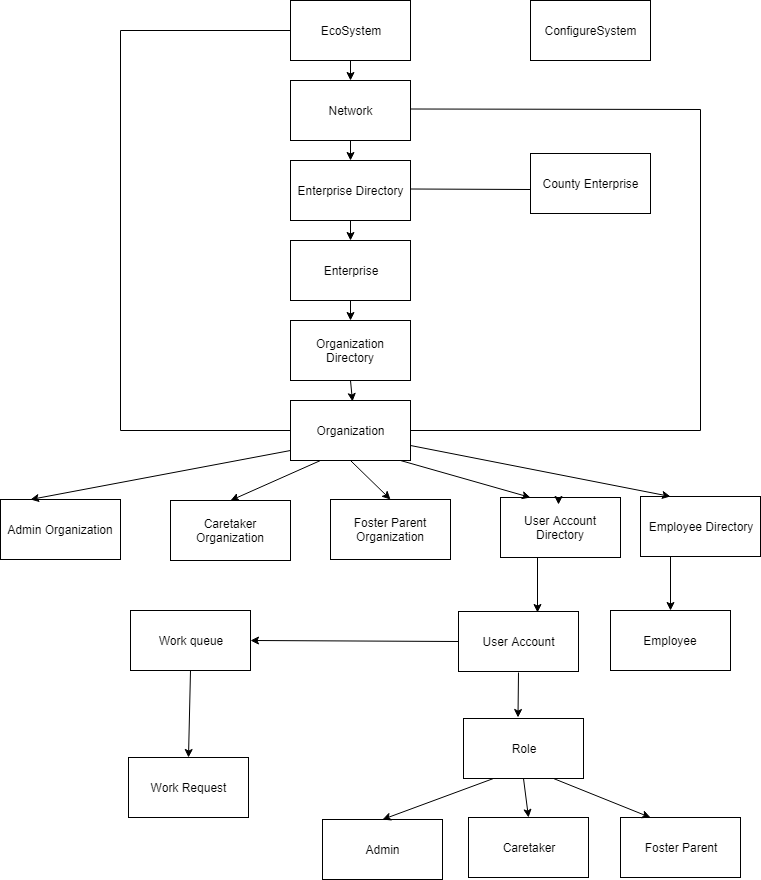 EcoSystem
ConfigureSystem
Network
Enterprise Directory
County Enterprise
Enterprise
Organization
Directory
Organization
Admin Organization
Caretaker
Organization
Foster Parent
Organization
User Account
Directory
Employee Directory
Work queue
User Account
Employee
Role
Work Request
Admin
Caretaker
Foster Parent